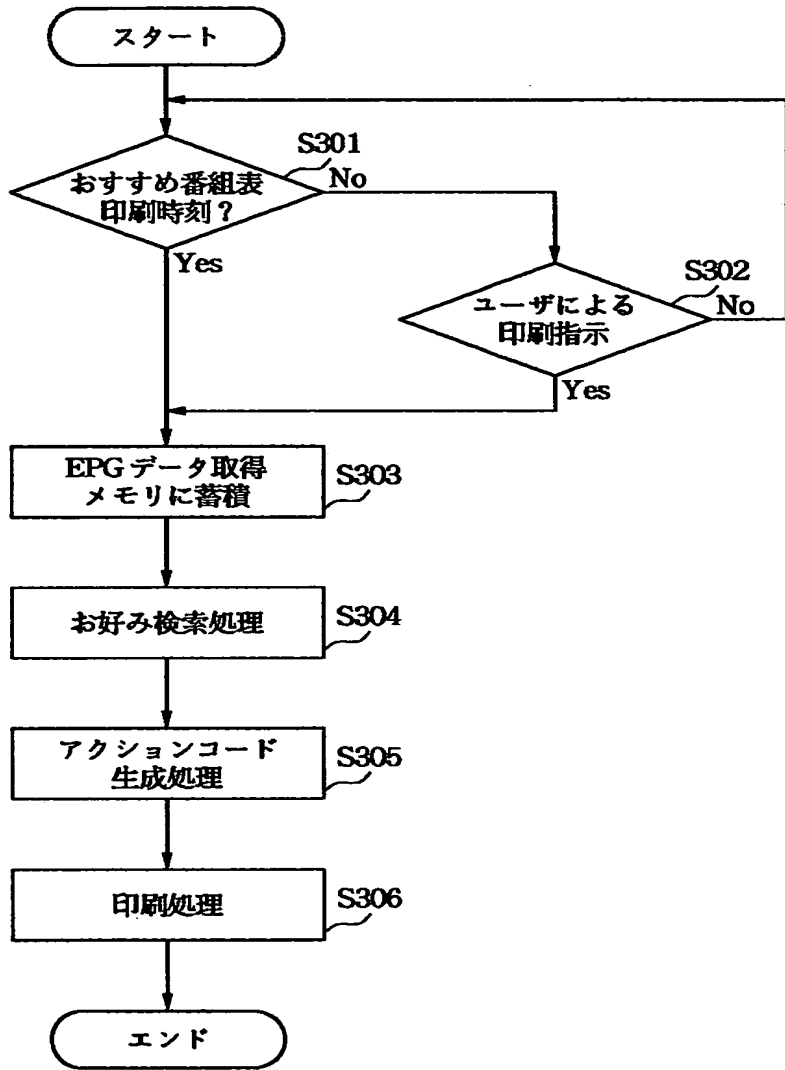 スタート
S301
おすすめ番組表
印刷時刻?
No
Yes
S302
ユーザによる
印刷指示
No
Yes
EPGデータ取得
メモリに蓄積
S303
お好み検索処理
S304
アクションコード
生成処理
S305
印刷処理
S306
エンド